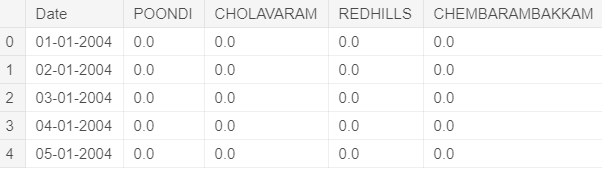 Date POONDI CHOLAVARAM REDHILLS CHEMBARAMBAKKAM
0 01-01-2004 0.0 0.0 0.0 0.0
1 02-01-2004 0.0 0.0 0.0 0.0
2 03-01-2004 0.0 0.0 0.0 0.0
3 04-01-2004 0.0 0.0 0.0 0.0
4 05-01-2004 0.0 0.0 0.0 0.0